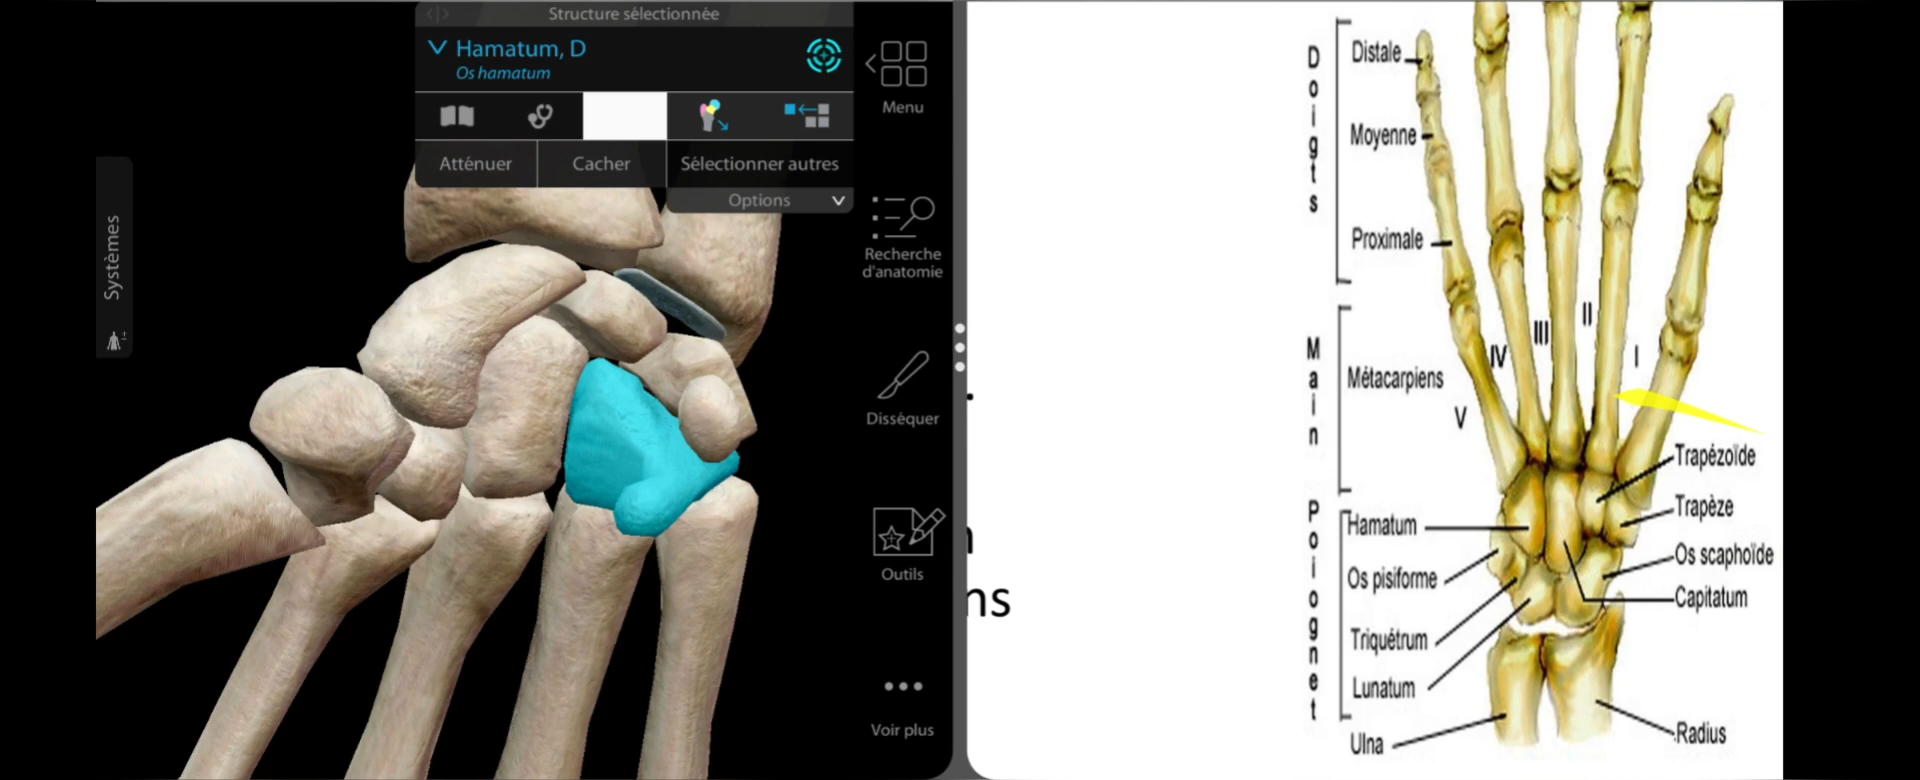 Structure sélectionnée
Hamatum, D
Os hamatum
Atténuer
Cacher
Sélectionner autres
Options
Systèmes
Menu
Recherche
d'anatomie
Disséquer
Outils
Voir plus
ns
Doigts
Distale
Moyenne
Proximale
Main
Métacarpiens
I
II
III
IV
V
Poignet
Hamatum
Os pisiforme
Triquétrum
Lunatum
Ulna
Trapézoïde
Trapèze
Os scaphoïde
Capitatum
Radius